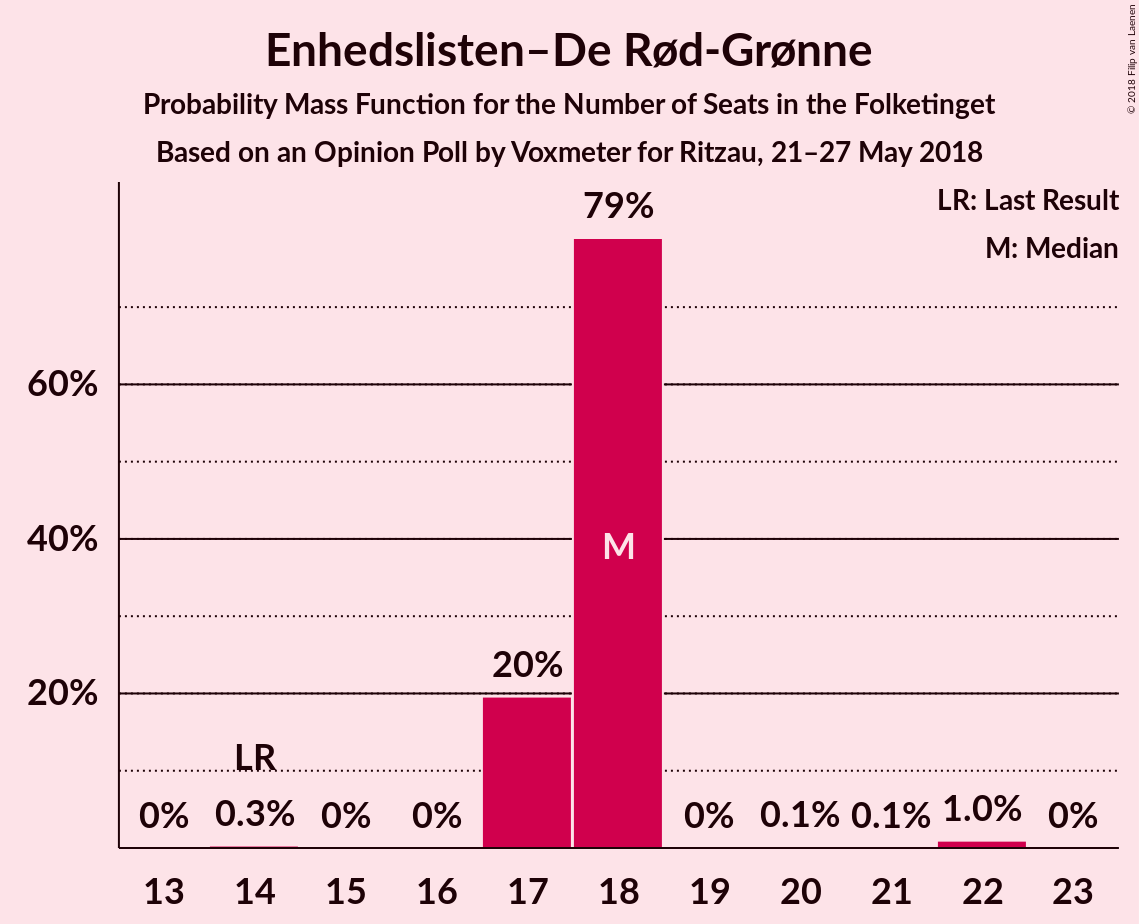 Enhedslisten–De Rød-Grønne
Probability Mass Function for the Number of Seats in the Folketinget
Based on an Opinion Poll by Voxmeter for Ritzau, 21–27 May 2018
© 2018 Filip van Laenen
LR: Last Result
M: Median
60%
40%
20%
0%
LR
0.3%
0%
0%
20%
79%
M
0%
0.1%
0.1%
1.0%
0%
13 14 15 16 17 18 19 20 21 22 23